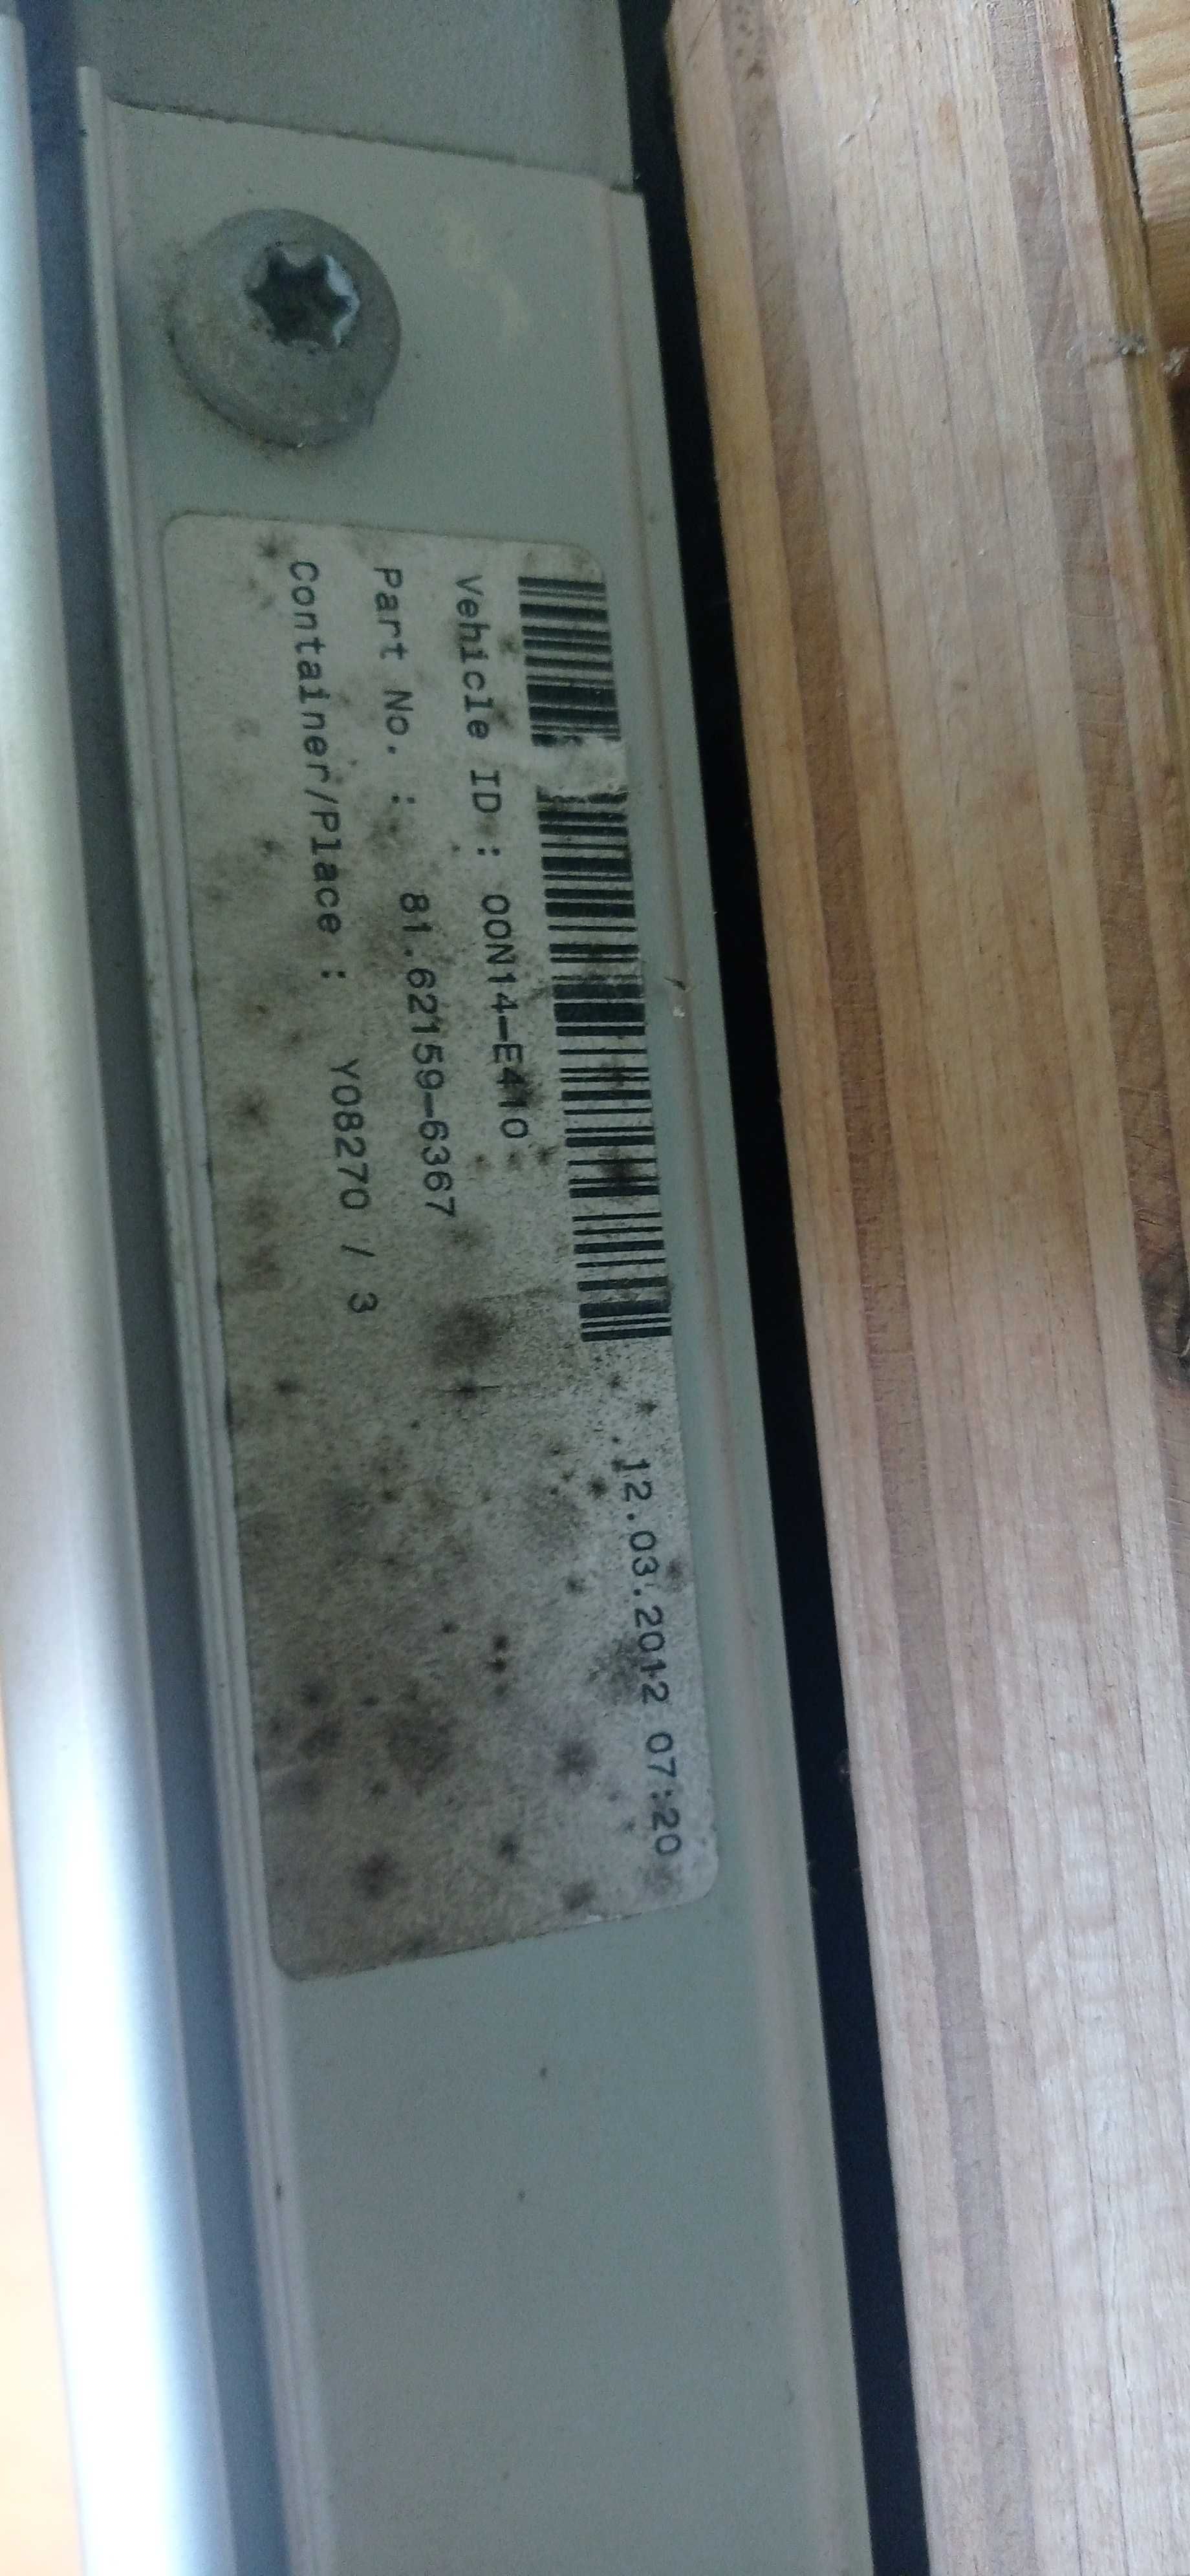 12.03.2012 07:20
Vehicle ID: 00N14-E410
Part No. : 81.62159-6367
Container/Place : Y08270 / 3